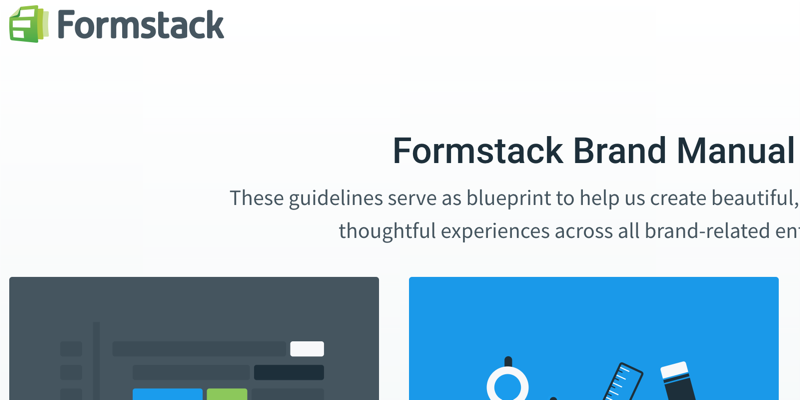 Formstack
Formstack Brand Manual
These guidelines serve as blueprint to help us create beautiful,
thoughtful experiences across all brand-related